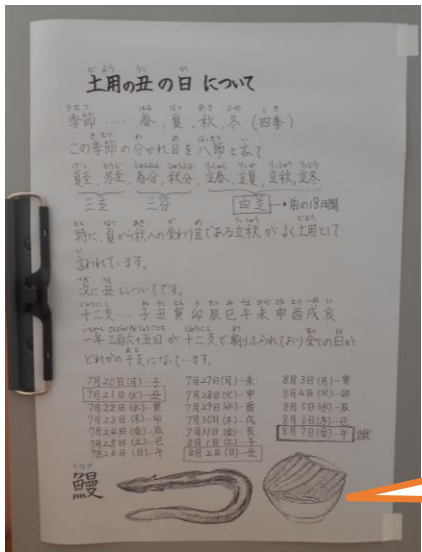 土用の丑の日について
季節‥‥春,夏,秋,冬(四季)
この季節の分かれ目を八節と言って
夏至,冬至,春分,秋分,立春,立夏,立秋,立冬
四立 前の18日間
特に、夏から秋への変わり目である立秋がよく土用として
言われています。
次に丑についてです。
十二支…子丑寅卯辰巳午未申酉戌亥
一年三百六十五日が十二支で割りふられており全ての日が
どれかの干支になっています。
7月20日(月)-子
7月21日(火)-丑
7月22日(水)-寅
7月23日(木)-卯
7月24日(金)-辰
7月25日(土)-巳
7月26日(日)-午
7月27日(月)-未
7月28日(火)-申
7月29日(水)-酉
7月30日(木)-戌
7月31日(金)-亥
8月1日(土)-子
8月2日(日)-丑
8月3日(月)-寅
8月4日(火)-卯
8月5日(水)-辰
8月6日(木)-巳
8月7日(金)-午 立秋
うなぎ
鰻